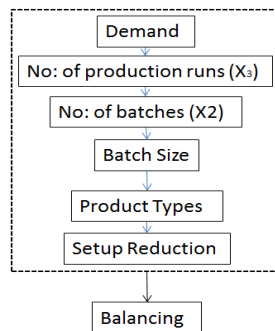 Demand
No: of production runs (X₃)
No: of batches (X2)
Batch Size
Product Types
Setup Reduction
Balancing